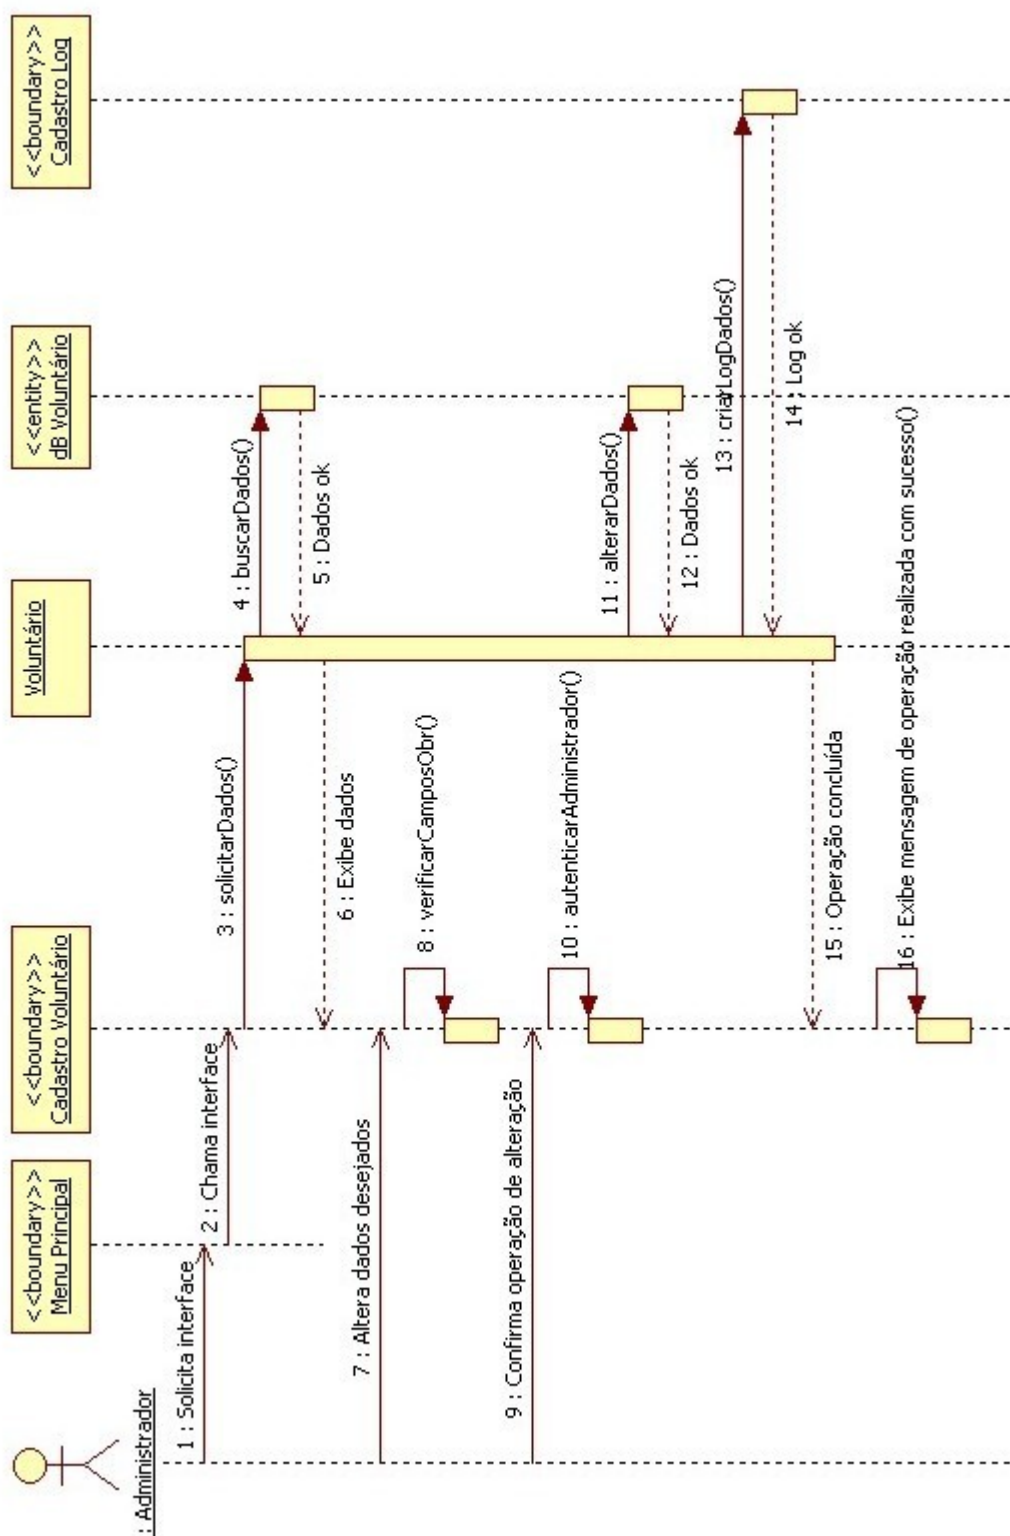 : Administrador
<<boundary>>
Menu Principal
<<boundary>>
Cadastro Voluntário
Voluntário
<<entity>>
dB Voluntário
<<boundary>>
Cadastro Log
1 : Solicita interface
2 : Chama interface
3 : solicitarDados()
4 : buscarDados()
5 : Dados ok
6 : Exibe dados
7 : Altera dados desejados
8 : verificarCamposObr()
9 : Confirma operação de alteração
10 : autenticarAdministrador()
11 : alterarDados()
12 : Dados ok
13 : criarLogDados()
14 : Log ok
15 : Operação concluída
16 : Exibe mensagem de operação realizada com sucesso()